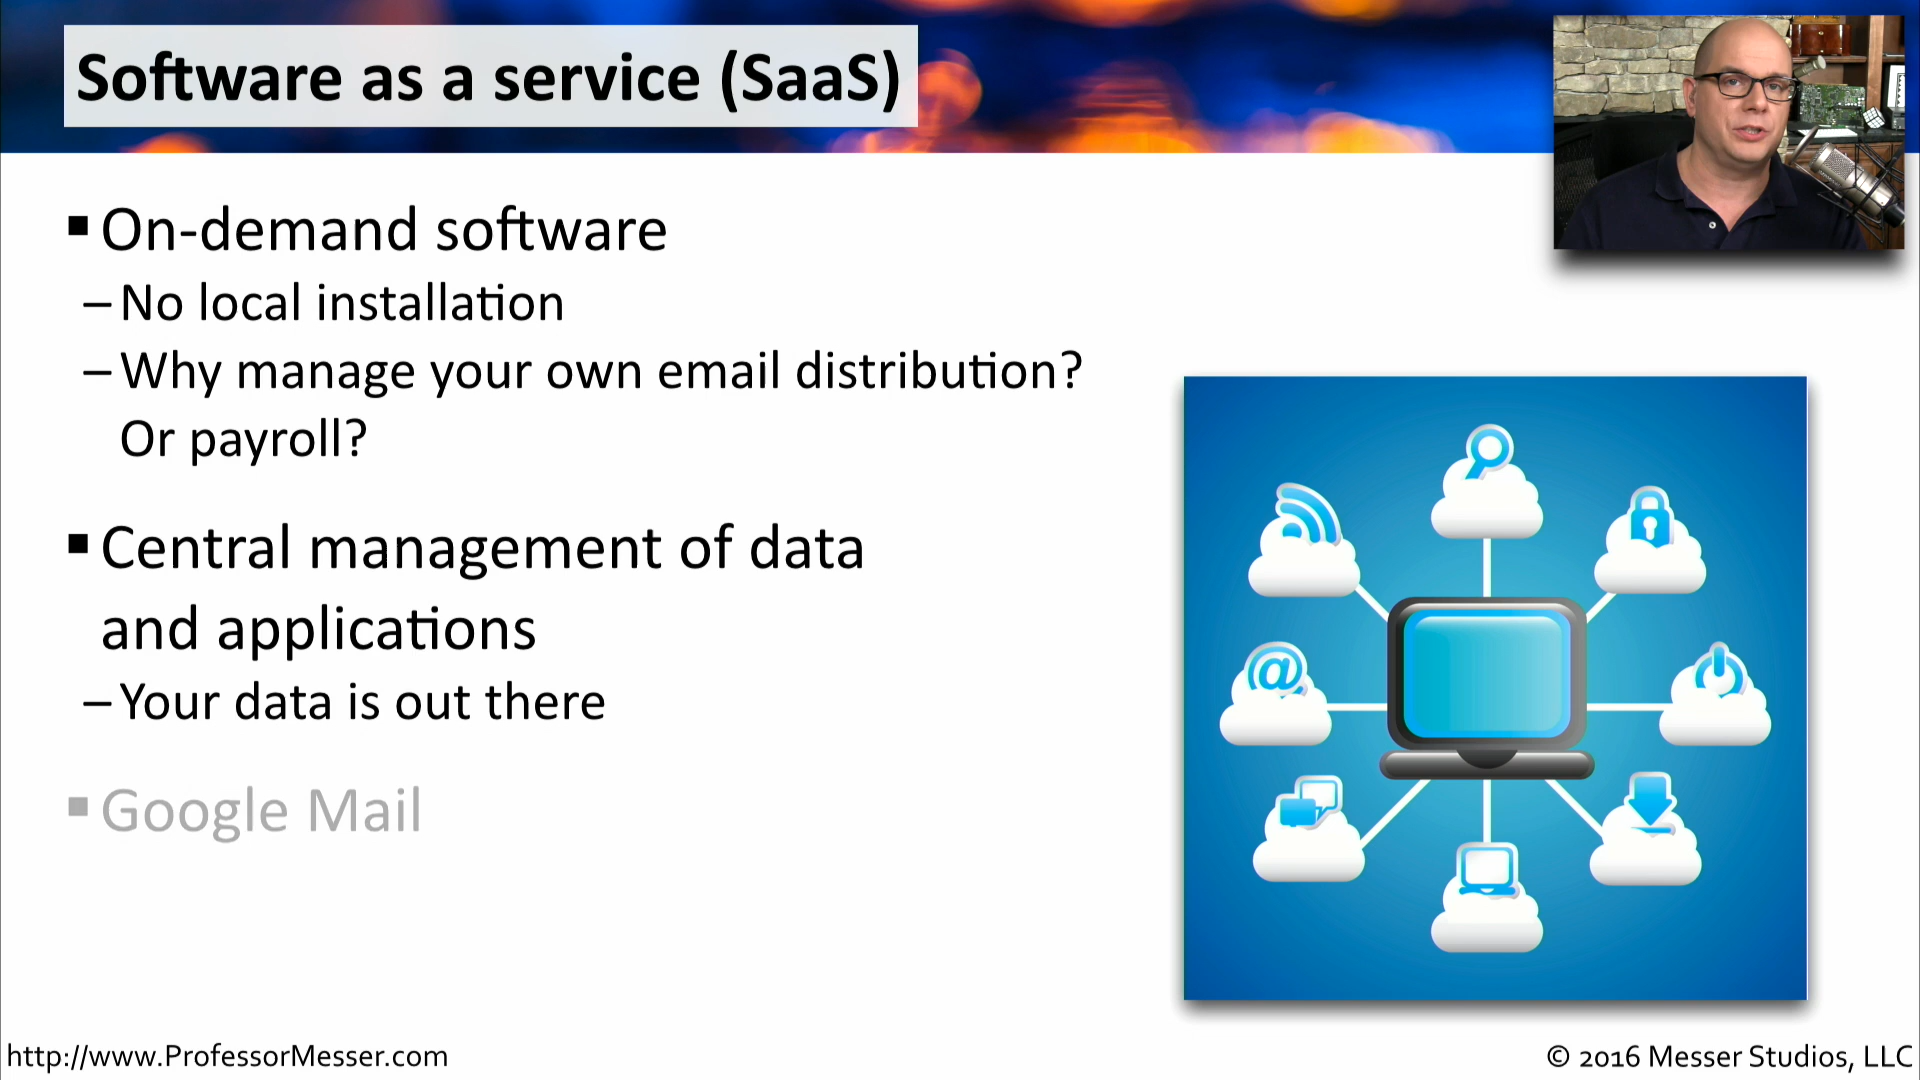 Software as a service (SaaS)
▪ On-demand software
– No local installation
– Why manage your own email distribution?
Or payroll?
▪ Central management of data
and applications
– Your data is out there
▪ Google Mail
@
http://www.ProfessorMesser.com
© 2016 Messer Studios, LLC